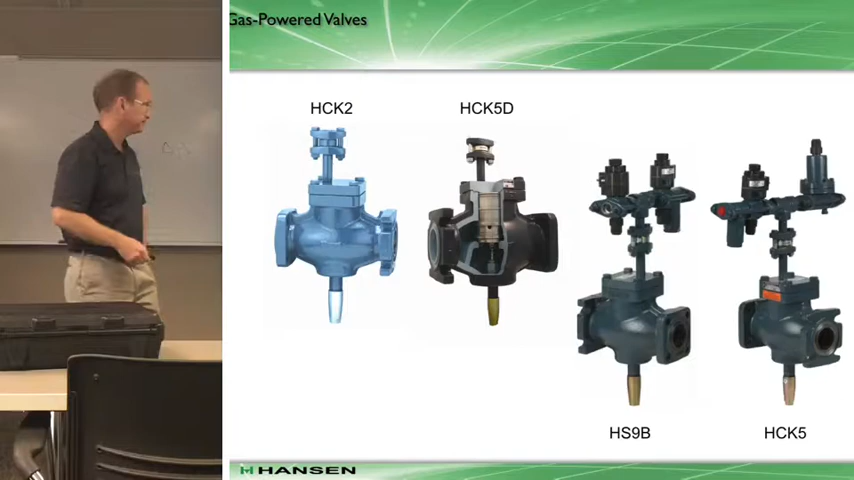 Gas-Powered Valves
HCK2
HCK5D
HS9B
HCK5
HANSEN